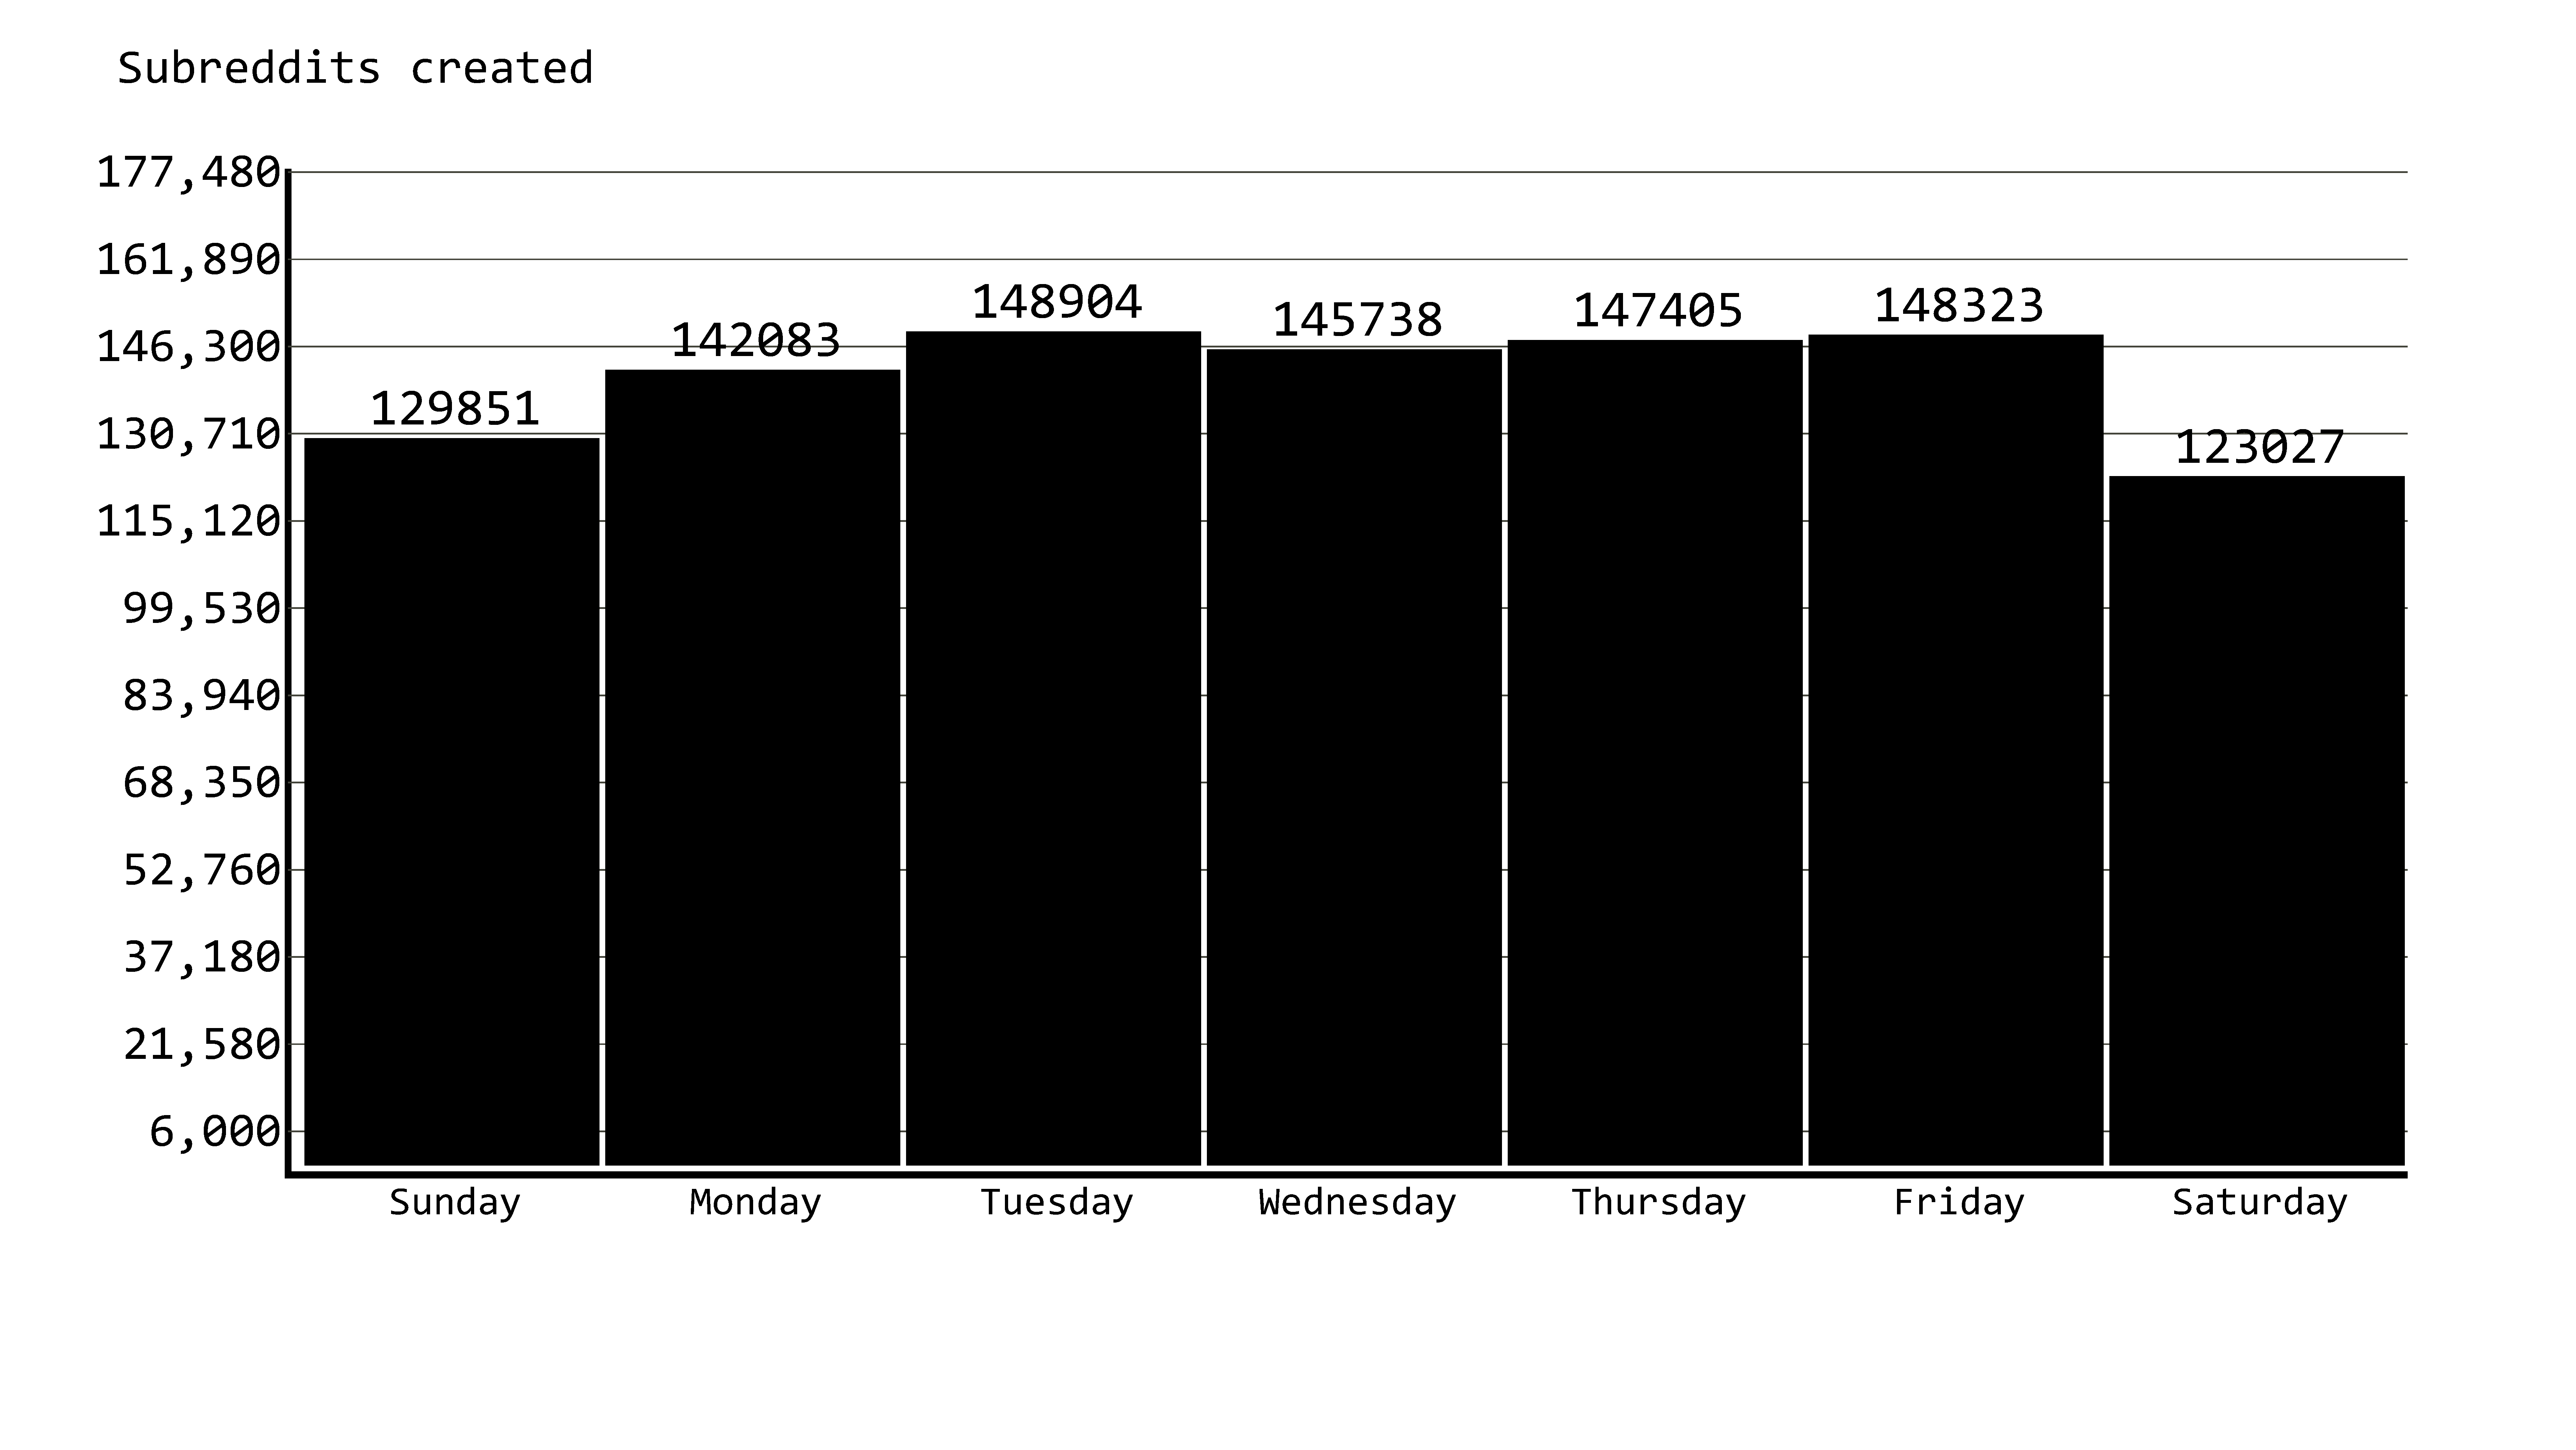 Subreddits created
177,480
161,890
146,300
130,710
115,120
99,530
83,940
68,350
52,760
37,180
21,580
6,000
129851
142083
148904
145738
147405
148323
123027
Sunday
Monday
Tuesday
Wednesday
Thursday
Friday
Saturday